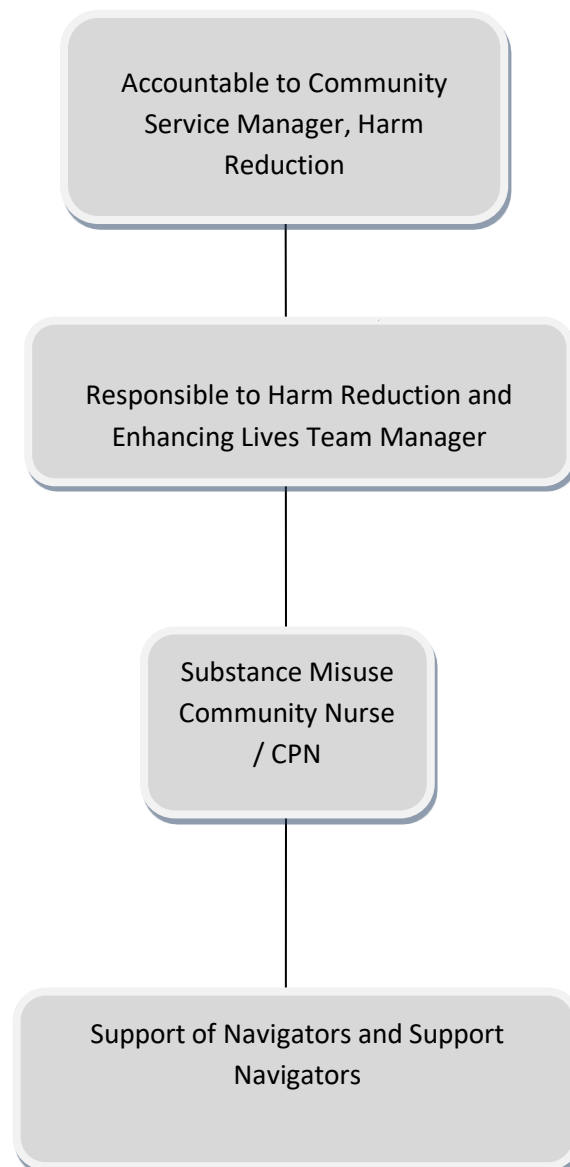 Accountable to Community
Service Manager, Harm
Reduction
Responsible to Harm Reduction and
Enhancing Lives Team Manager
Substance Misuse
Community Nurse
/ CPN
Support of Navigators and Support
Navigators